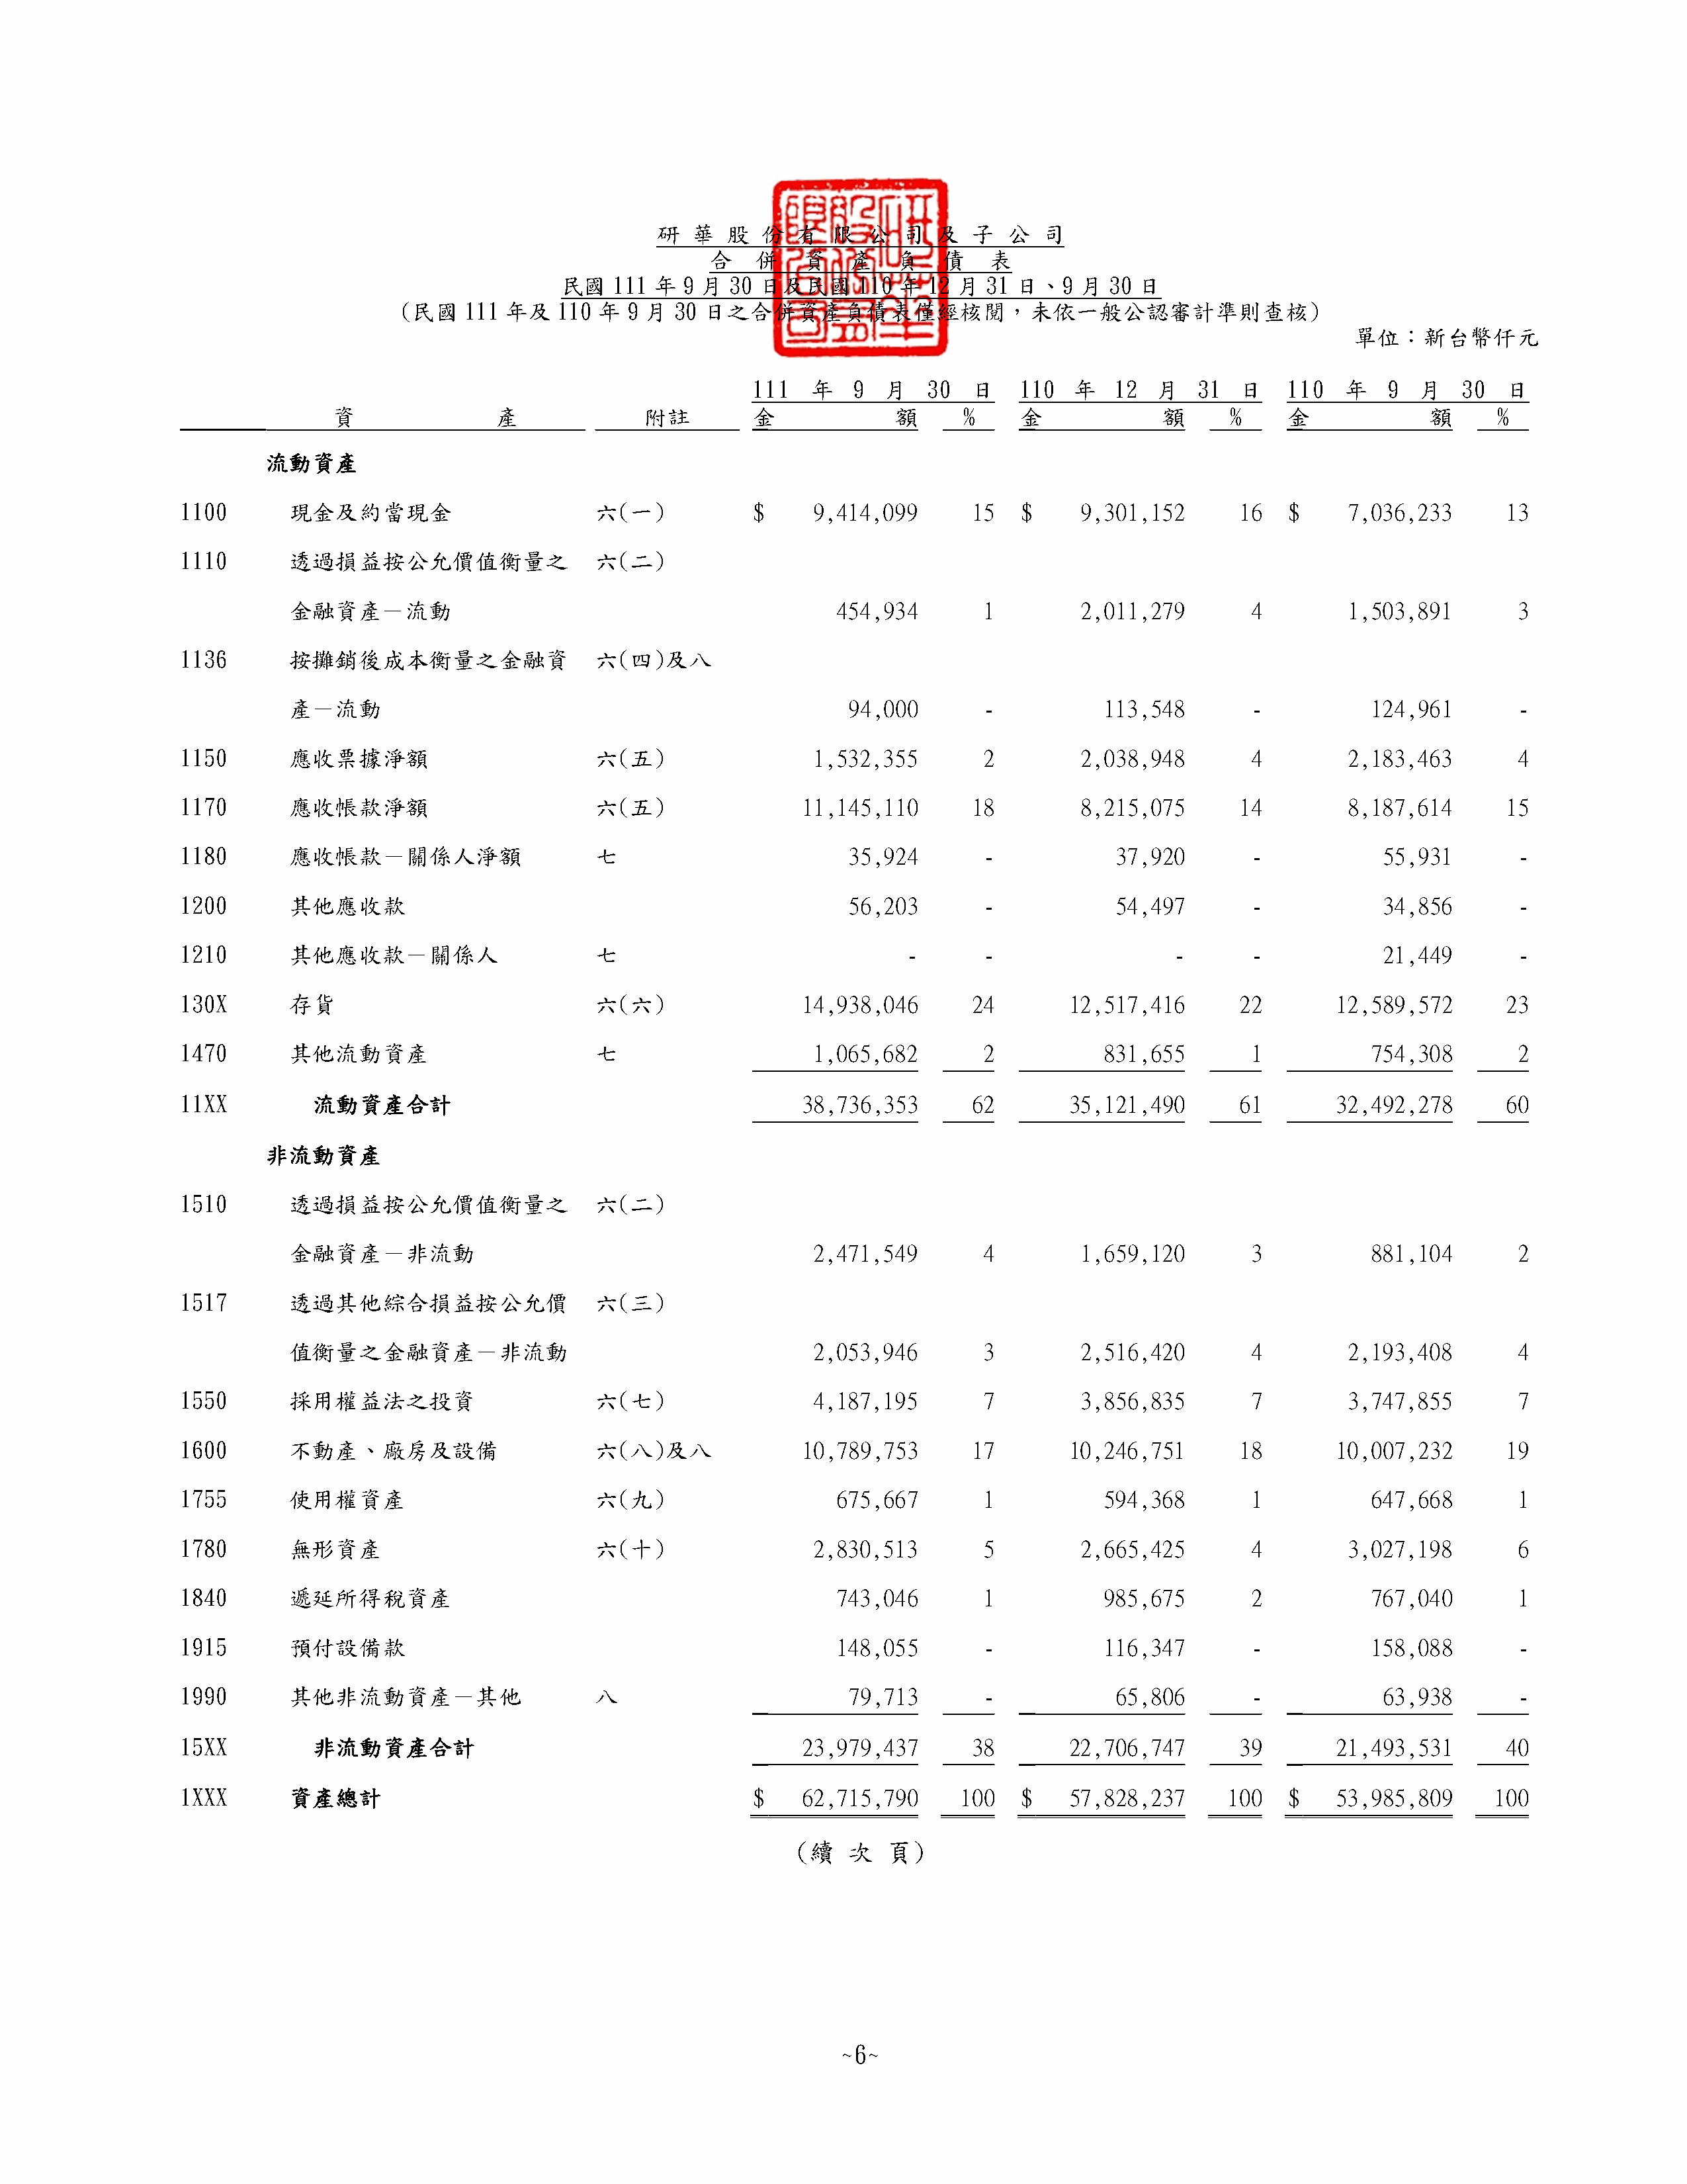 研華股份有限公司及子公司
合併資產負債表
民國 111 年 9 月 30 日及民國 110 年 12 月 31 日、9 月 30 日
(民國 111 年及 110 年 9 月 30 日之合併資產負債表僅經核閱，未依一般公認審計準則查核)
單位：新台幣仟元
111 年 9 月 30 日 110 年 12 月 31 日 110 年 9 月 30 日
資產 附註 金額 % 金額 % 金額 %
流動資產
1100 現金及約當現金 六(一) $ 9,414,099 15 $ 9,301,152 16 $ 7,036,233 13
1110 透過損益按公允價值衡量之 六(二)
金融資產－流動 454,934 1 2,011,279 4 1,503,891 3
1136 按攤銷後成本衡量之金融資 六(四)及八
產－流動 94,000 - 113,548 - 124,961 -
1150 應收票據淨額 六(五) 1,532,355 2 2,038,948 4 2,183,463 4
1170 應收帳款淨額 六(五) 11,145,110 18 8,215,075 14 8,187,614 15
1180 應收帳款－關係人淨額 七 35,924 - 37,920 - 55,931 -
1200 其他應收款 56,203 - 54,497 - 34,856 -
1210 其他應收款－關係人 七 - - - - 21,449 -
130X 存貨 六(六) 14,938,046 24 12,517,416 22 12,589,572 23
1470 其他流動資產 七 1,065,682 2 831,655 1 754,308 2
11XX 流動資產合計 38,736,353 62 35,121,490 61 32,492,278 60
非流動資產
1510 透過損益按公允價值衡量之 六(二)
金融資產－非流動 2,471,549 4 1,659,120 3 881,104 2
1517 透過其他綜合損益按公允價 六(三)
值衡量之金融資產－非流動 2,053,946 3 2,516,420 4 2,193,408 4
1550 採用權益法之投資 六(七) 4,187,195 7 3,856,835 7 3,747,855 7
1600 不動產、廠房及設備 六(八)及八 10,789,753 17 10,246,751 18 10,007,232 19
1755 使用權資產 六(九) 675,667 1 594,368 1 647,668 1
1780 無形資產 六(十) 2,830,513 5 2,665,425 4 3,027,198 6
1840 遞延所得稅資產 743,046 1 985,675 2 767,040 1
1915 預付設備款 148,055 - 116,347 - 158,088 -
1990 其他非流動資產－其他 八 79,713 - 65,806 - 63,938 -
15XX 非流動資產合計 23,979,437 38 22,706,747 39 21,493,531 40
1XXX 資產總計 $ 62,715,790 100 $ 57,828,237 100 $ 53,985,809 100
(續次頁)
~6~